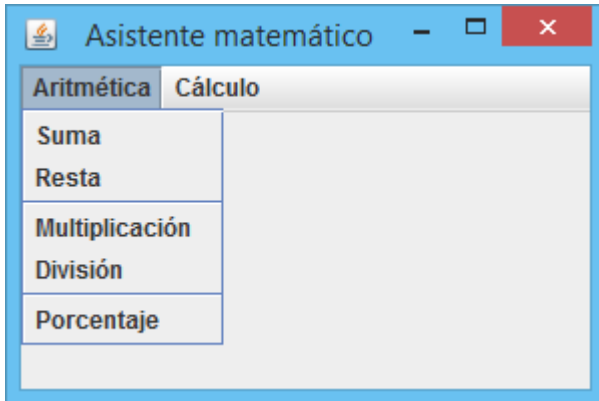 Asistente matemático
Aritmética Cálculo
Suma
Resta
Multiplicación
División
Porcentaje